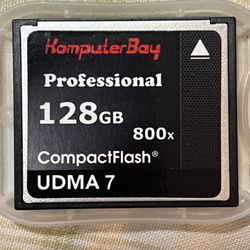 KomputerBay
Professional
128GB
800x
CompactFlash®
UDMA 7